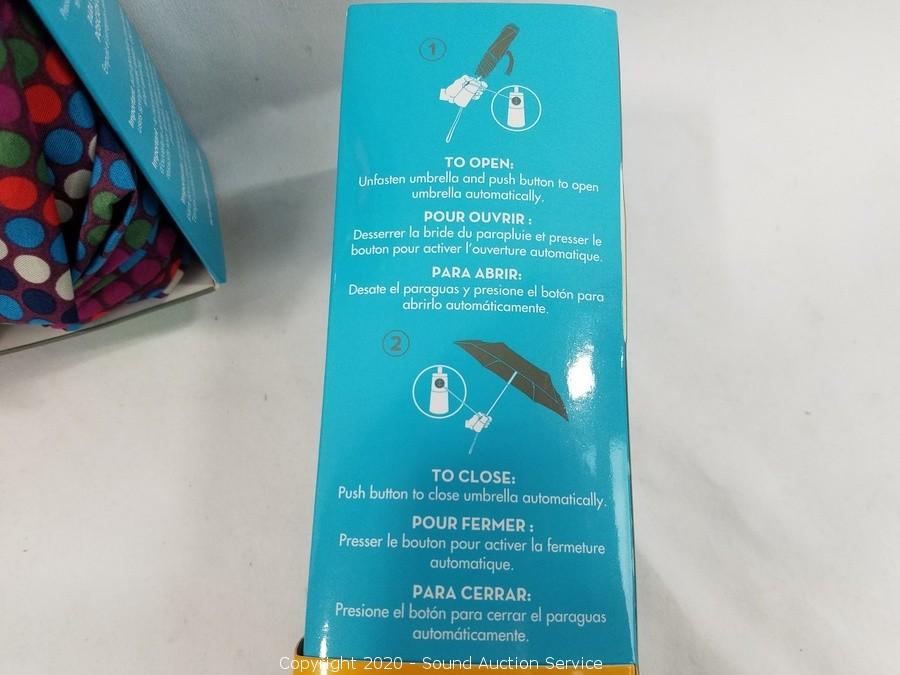 1
TO OPEN:
Unfasten umbrella and push button to open
umbrella automatically.
POUR OUVRIR :
Desserrer la bride du parapluie et presser le
bouton pour activer l'ouverture automatique.
PARA ABRIR:
Desate el paraguas y presione el botón para
abrirlo automáticamente.
2
TO CLOSE:
Push button to close umbrella automatically.
POUR FERMER :
Presser le bouton pour activer la fermeture
automatique.
PARA CERRAR:
Presione el botón para cerrar el paraguas
automáticamente.
Copyright 2020 - Sound Auction Service